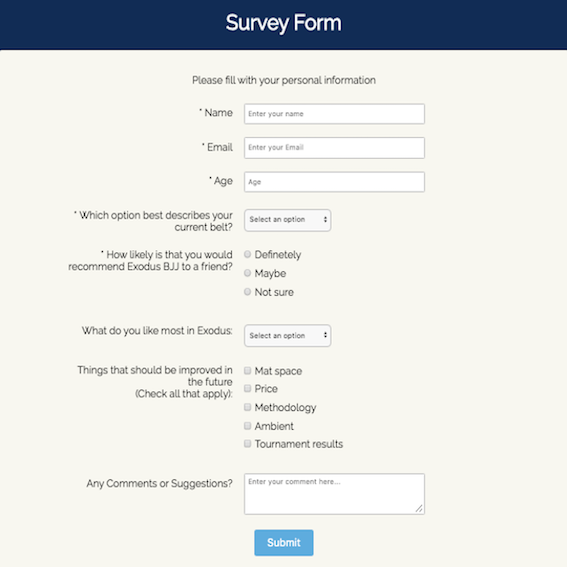 Survey Form
Please fill with your personal information
* Name
Enter your name
* Email
Enter your Email
* Age
Age
* Which option best describes your
current belt?
Select an option
* How likely is that you would
recommend Exodus BJJ to a friend?
Definetely
Maybe
Not sure
What do you like most in Exodus:
Select an option
Things that should be improved in
the future
(Check all that apply):
Mat space
Price
Methodology
Ambient
Tournament results
Any Comments or Suggestions?
Enter your comment here...
Submit